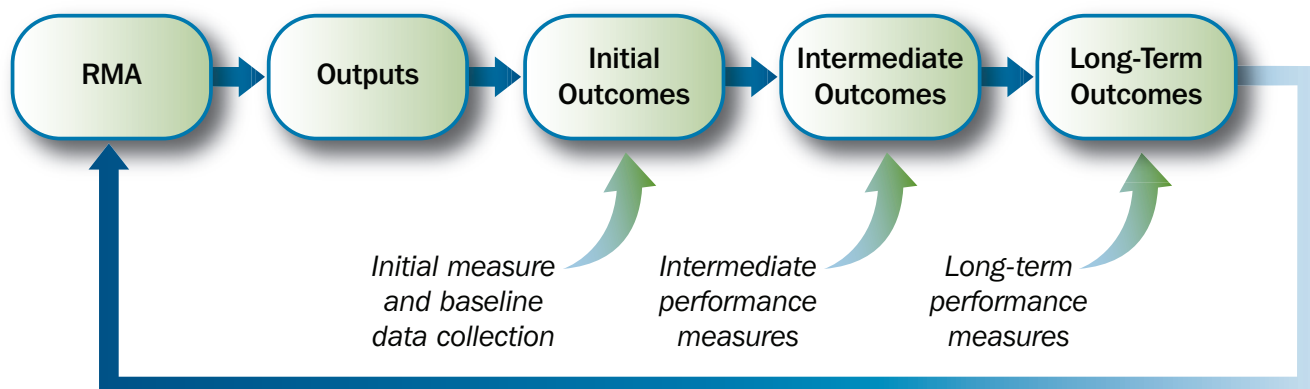 RMA
Outputs
Initial
Outcomes
Intermediate
Outcomes
Long-Term
Outcomes
Initial measure
and baseline
data collection
Intermediate
performance
measures
Long-term
performance
measures